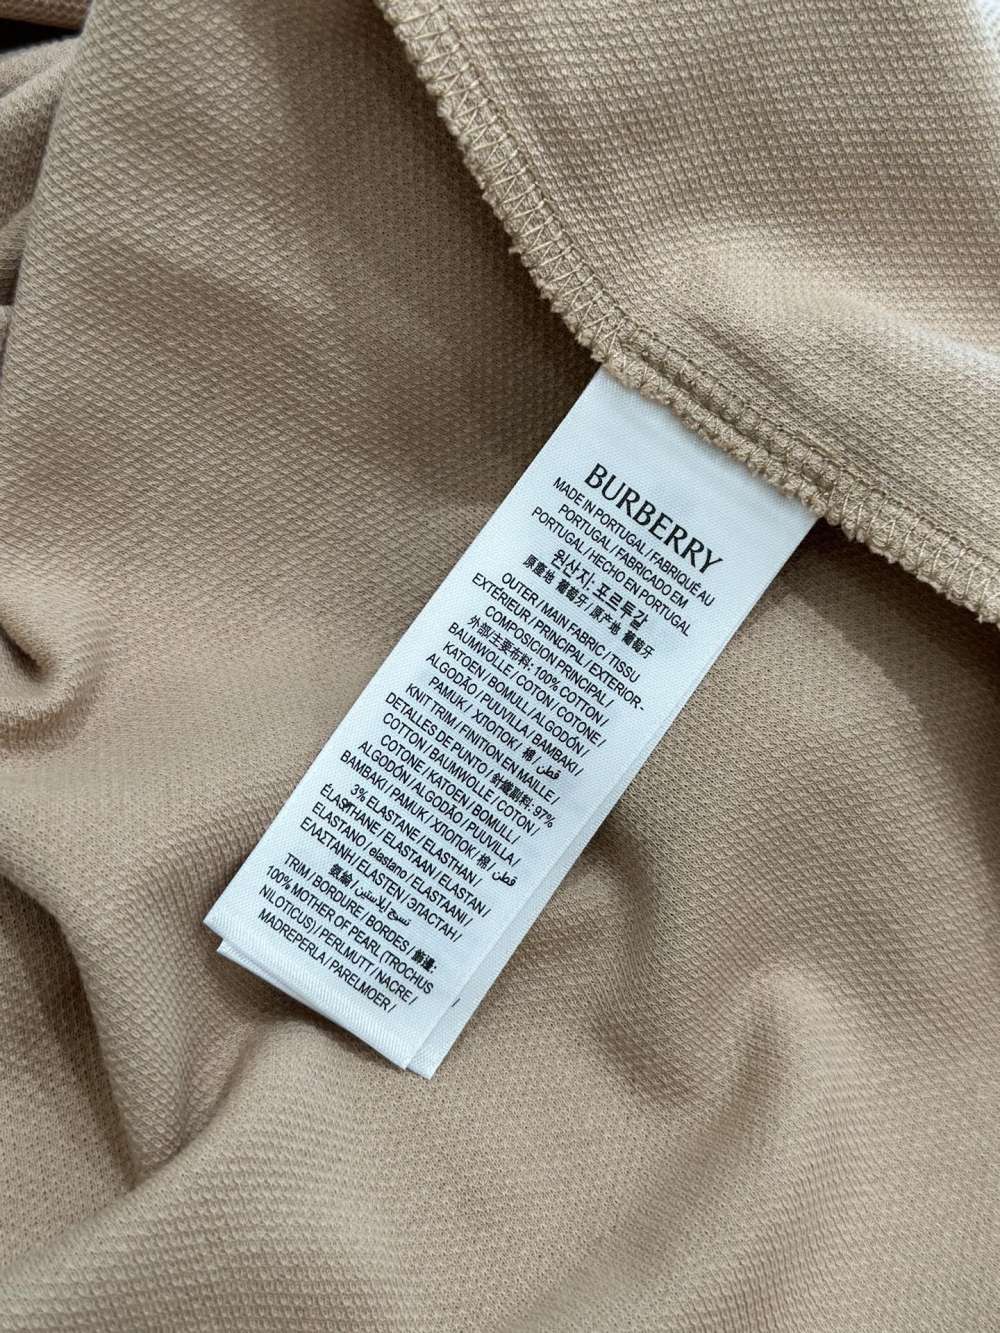 BURBERRY
MADE IN PORTUGAL / FABRIQUÉ AU
PORTUGAL / FABRICADO EM
PORTUGAL / HECHO EN PORTUGAL
원산지: 포르투갈
原產地 葡萄牙 / 原产地 葡萄牙
OUTER / MAIN FABRIC / TISSU
EXTÉRIEUR / PRINCIPAL / EXTERIOR -
COMPOSICION PRINCIPAL /
外部/主要布料: 100% COTTON /
BAUMWOLLE / COTON / COTONE /
KATOEN / BOMULL / ALGODÓN /
ALGODÃO / PUUVILLA / BAMBAKI /
PAMUK / ХЛОПОК / 棉 / قطن
KNIT TRIM / FINITION EN MAILLE /
DETALLES DE PUNTO / 針織副料: 97%
COTTON / BAUMWOLLE / COTON /
COTONE / KATOEN / BOMULL /
ALGODÓN / ALGODÃO / PUUVILLA /
BAMBAKI / PAMUK / ХЛОПОК / 棉 / قطن
3% ELASTANE / ELASTHAN /
ÉLASTHANE / ELASTAAN / ELASTAN /
ELASTANO / elastano / ELASTAANI /
ΕΛΑΣΤΑΝΗ / ELASTEN / ЭЛАСТАН /
氨綸 / نسيج إيلاستين
TRIM / BORDURE / BORDES / 飾邊:
100% MOTHER OF PEARL (TROCHUS
NILOTICUS) / PERLMUTT / NACRE /
MADREPERLA / PARELMOER /